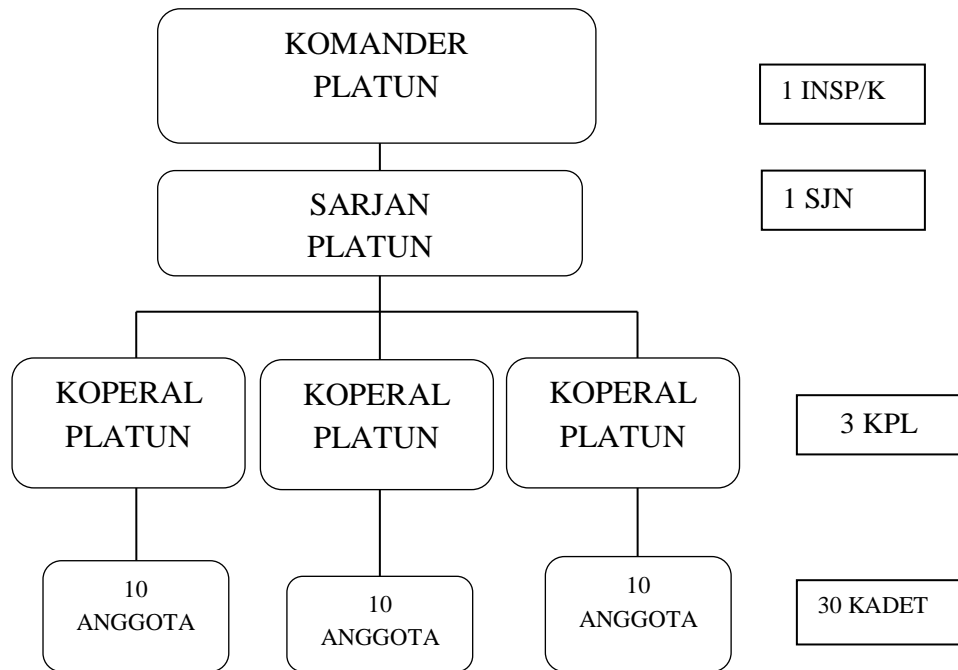 KOMANDER
PLATUN
1 INSP/K
SARJAN
PLATUN
1 SJN
KOPERAL
PLATUN
KOPERAL
PLATUN
KOPERAL
PLATUN
3 KPL
10
ANGGOTA
10
ANGGOTA
10
ANGGOTA
30 KADET